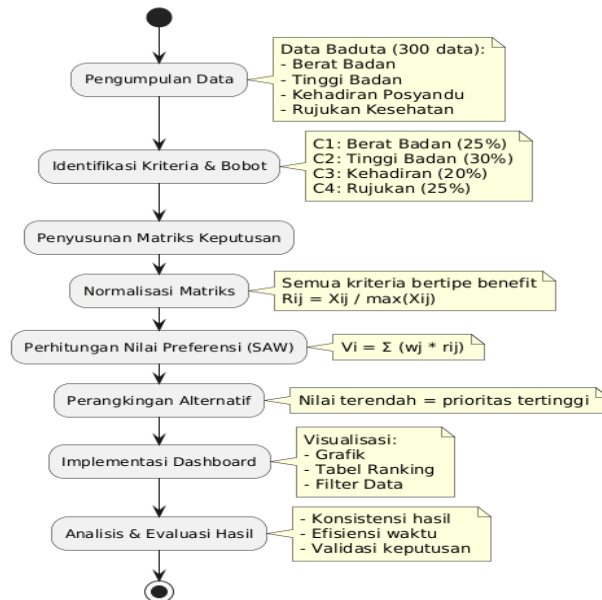 Pengumpulan Data
Data Baduta (300 data):
- Berat Badan
- Tinggi Badan
- Kehadiran Posyandu
- Rujukan Kesehatan
Identifikasi Kriteria & Bobot
C1: Berat Badan (25%)
C2: Tinggi Badan (30%)
C3: Kehadiran (20%)
C4: Rujukan (25%)
Penyusunan Matriks Keputusan
Normalisasi Matriks
Semua kriteria bertipe benefit
Rij = Xij / max(Xij)
Perhitungan Nilai Preferensi (SAW)
Vi = Σ (wj * rij)
Perangkingan Alternatif
Nilai terendah = prioritas tertinggi
Implementasi Dashboard
Visualisasi:
- Grafik
- Tabel Ranking
- Filter Data
Analisis & Evaluasi Hasil
- Konsistensi hasil
- Efisiensi waktu
- Validasi keputusan